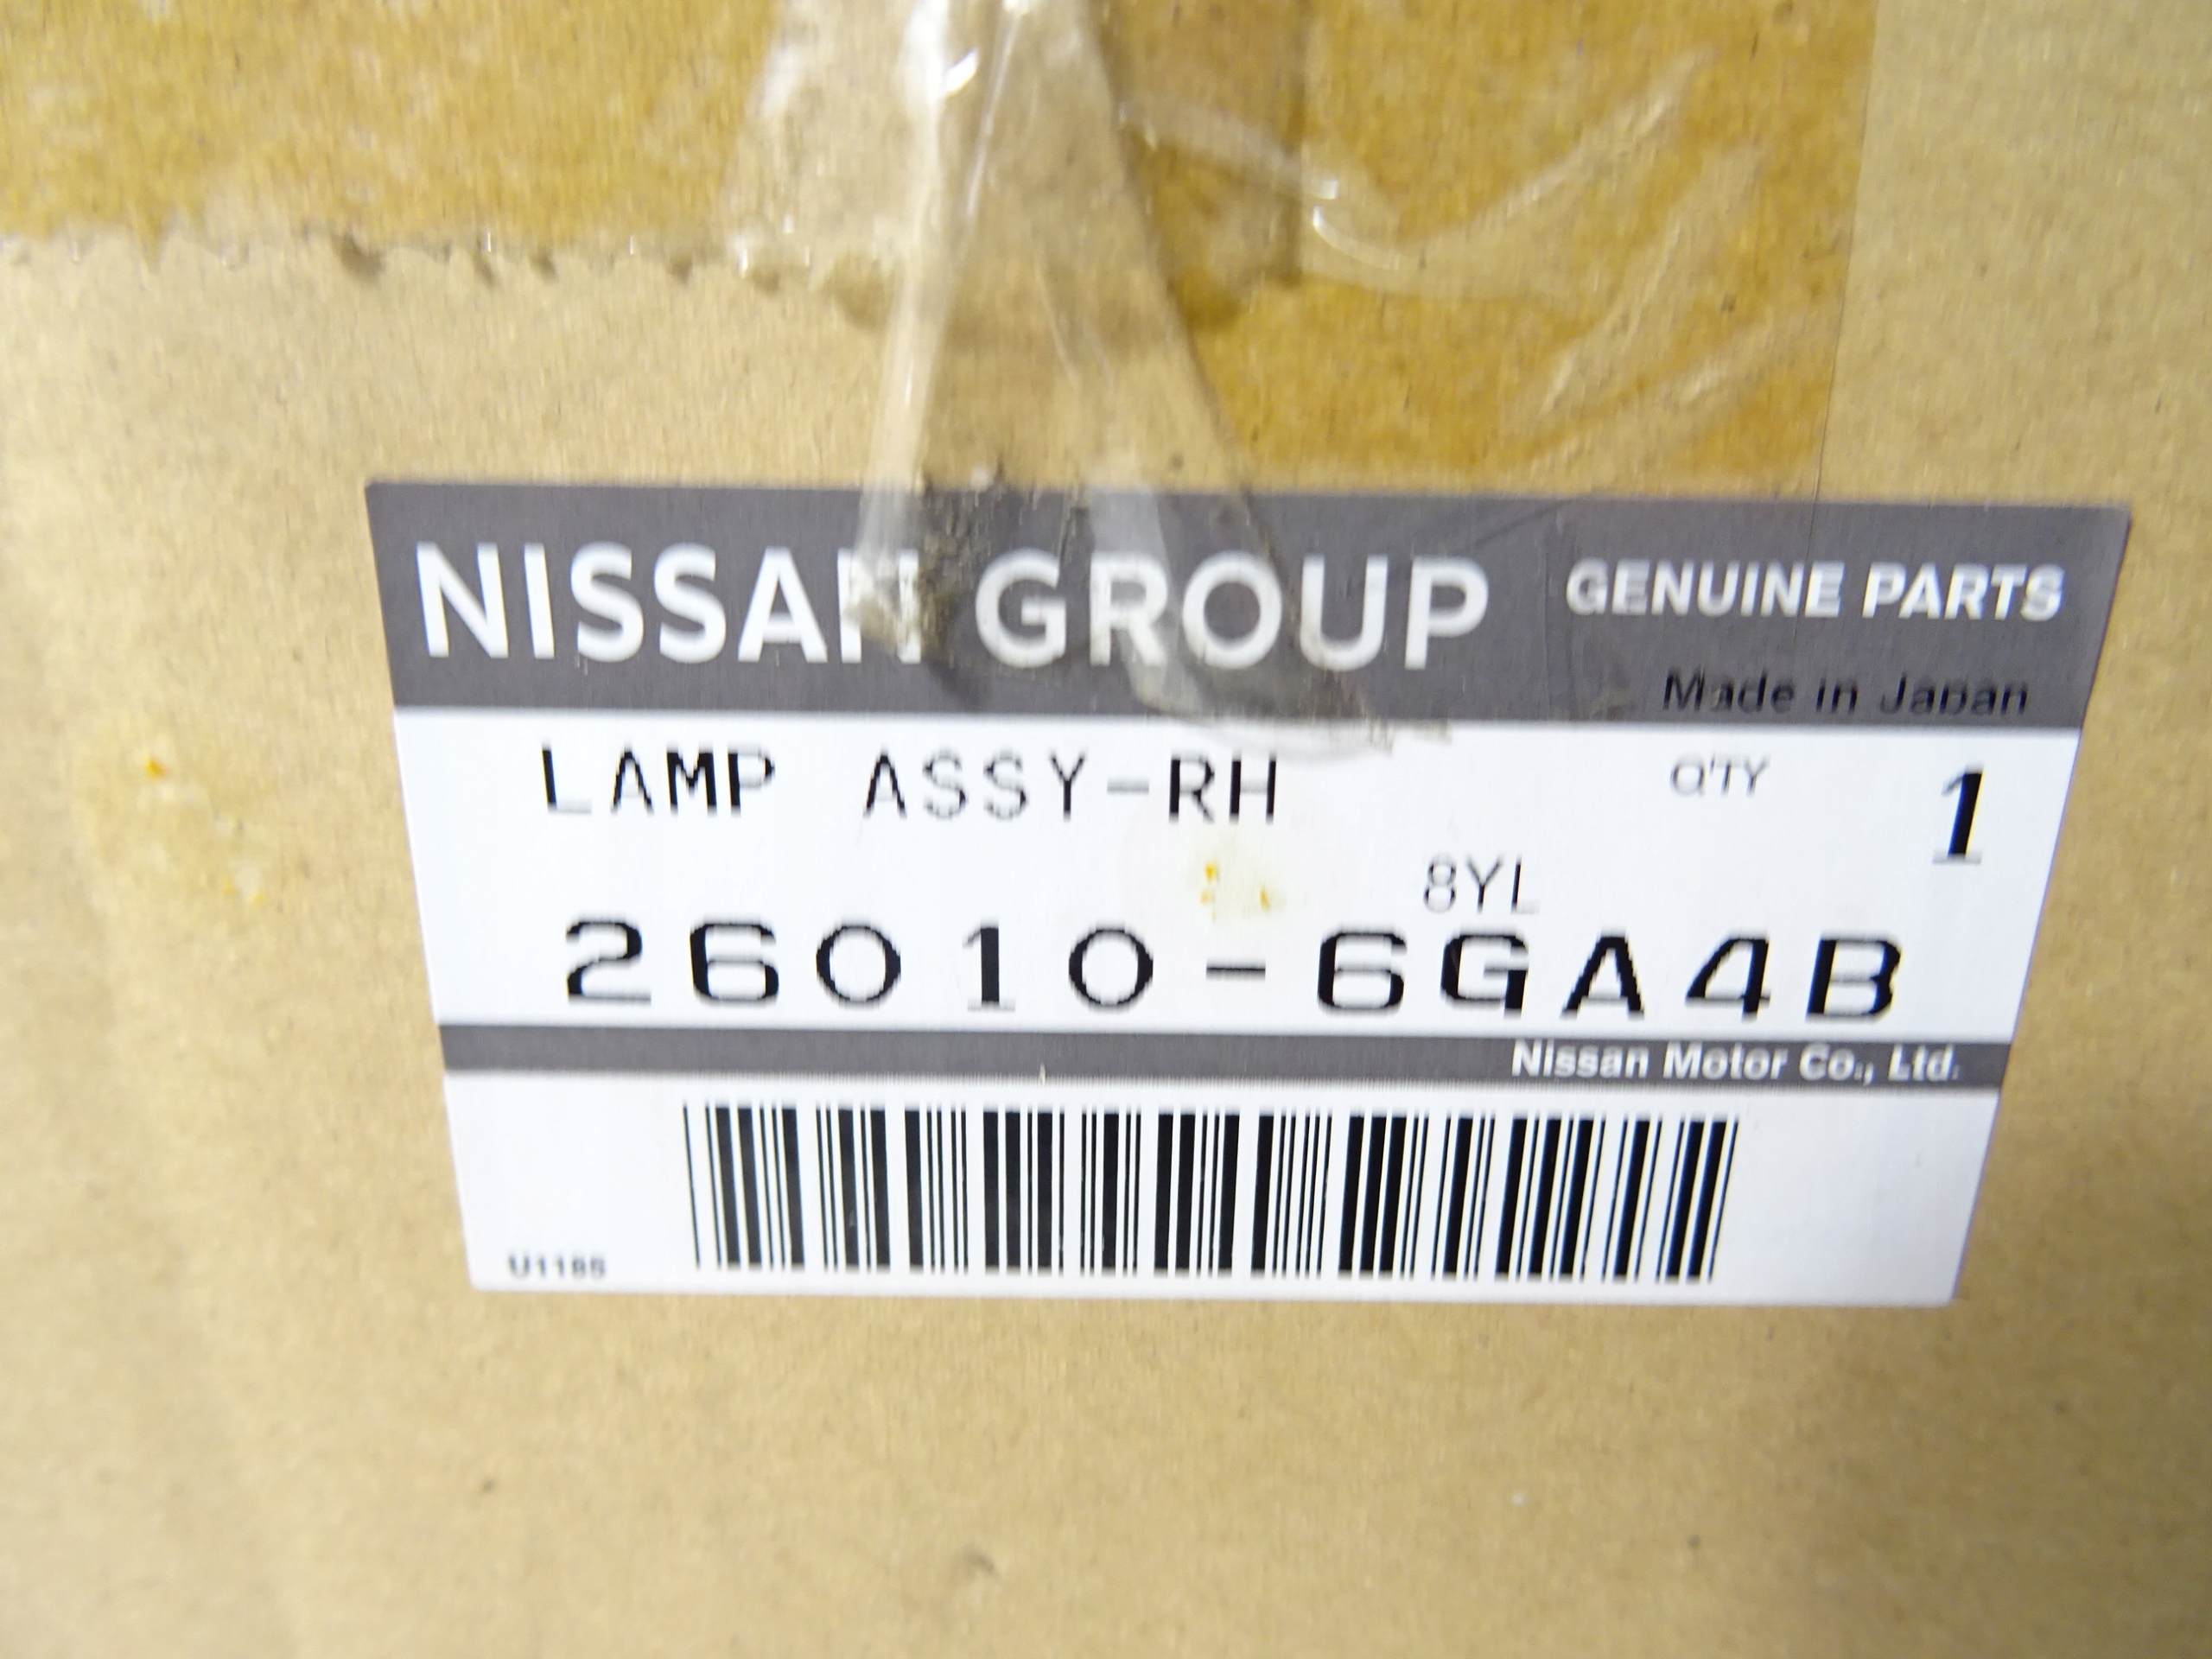 NISSAN GROUP GENUINE PARTS
Made in Japan
LAMP ASSY-RH Q'TY 1
8YL
26010-6GA4B
Nissan Motor Co., Ltd.
U1185